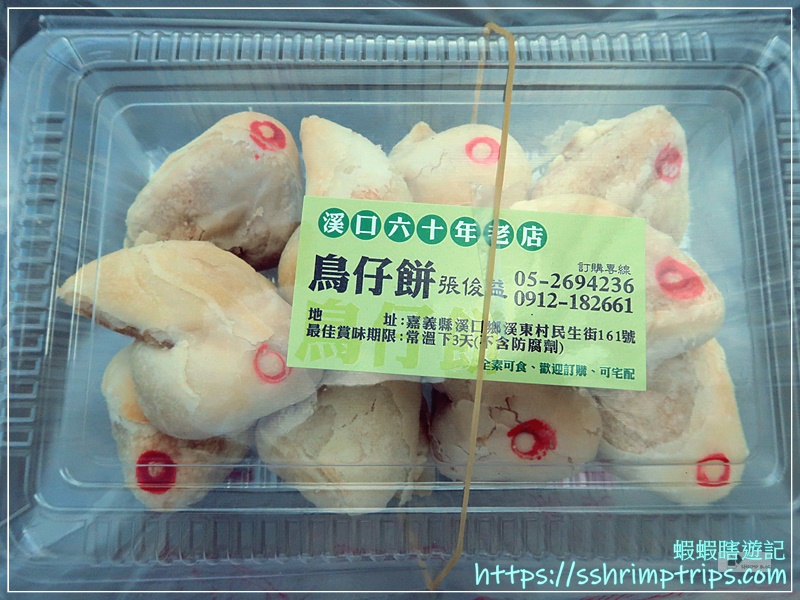 溪口六十年老店
鳥仔餅 張俊益
訂購專線
05-2694236
0912-182661
地 址:嘉義縣溪口鄉溪東村民生街161號
最佳賞味期限:常溫下3天(不含防腐劑)
全素可食、歡迎訂購、可宅配
鳥仔餅
蝦蝦瞎遊記
https://sshrimptrips.com